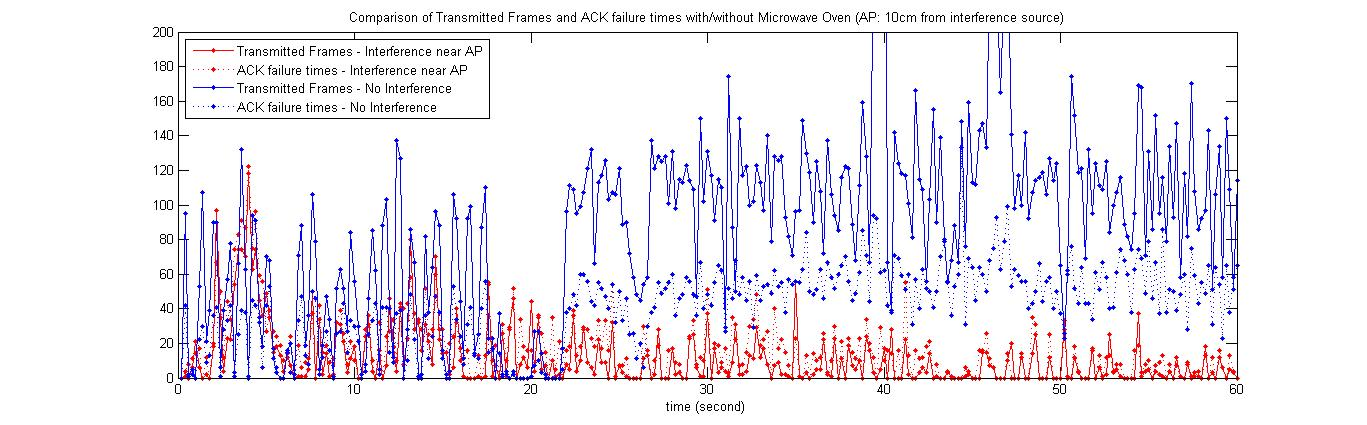 Comparison of Transmitted Frames and ACK failure times with/without Microwave Oven (AP: 10cm from interference source)
200
180
160
140
120
100
80
60
40
20
0
Transmitted Frames - Interference near AP
ACK failure times - Interference near AP
Transmitted Frames - No Interference
ACK failure times - No Interference
0 10 20 30 40 50 60
time (second)